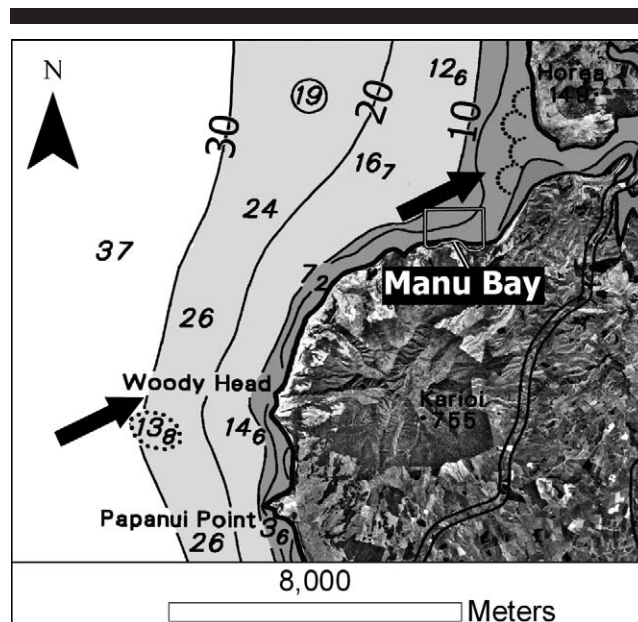 N
12₆
Horea
19
20
10
30
16₇
24
37
7₂
Manu Bay
26
Woody Head
Karioi
755
13₈
14₆
Papanui Point
3₆
26
8,000
Meters